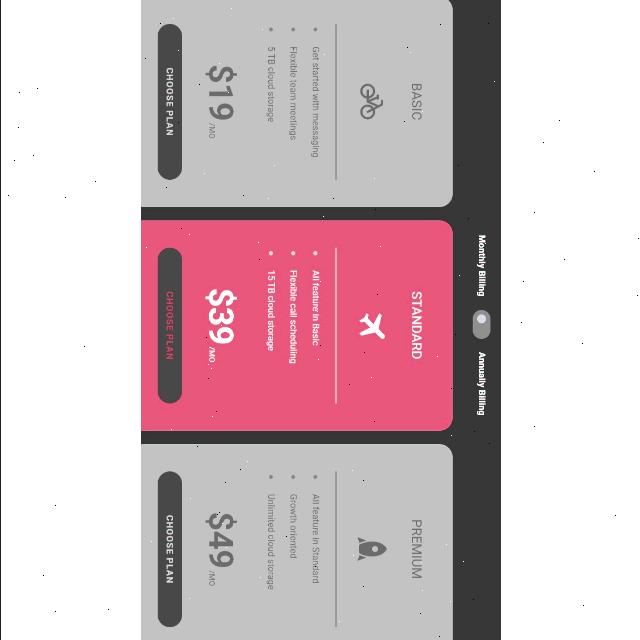 Monthly Billing
Annually Billing
BASIC
Get started with messaging
Flexible team meetings
5 TB cloud storage
$19 /MO
CHOOSE PLAN
STANDARD
All feature in Basic
Flexible call scheduling
15 TB cloud storage
$39 /MO
CHOOSE PLAN
PREMIUM
All feature in Standard
Growth oriented
Unlimited cloud storage
$49 /MO
CHOOSE PLAN